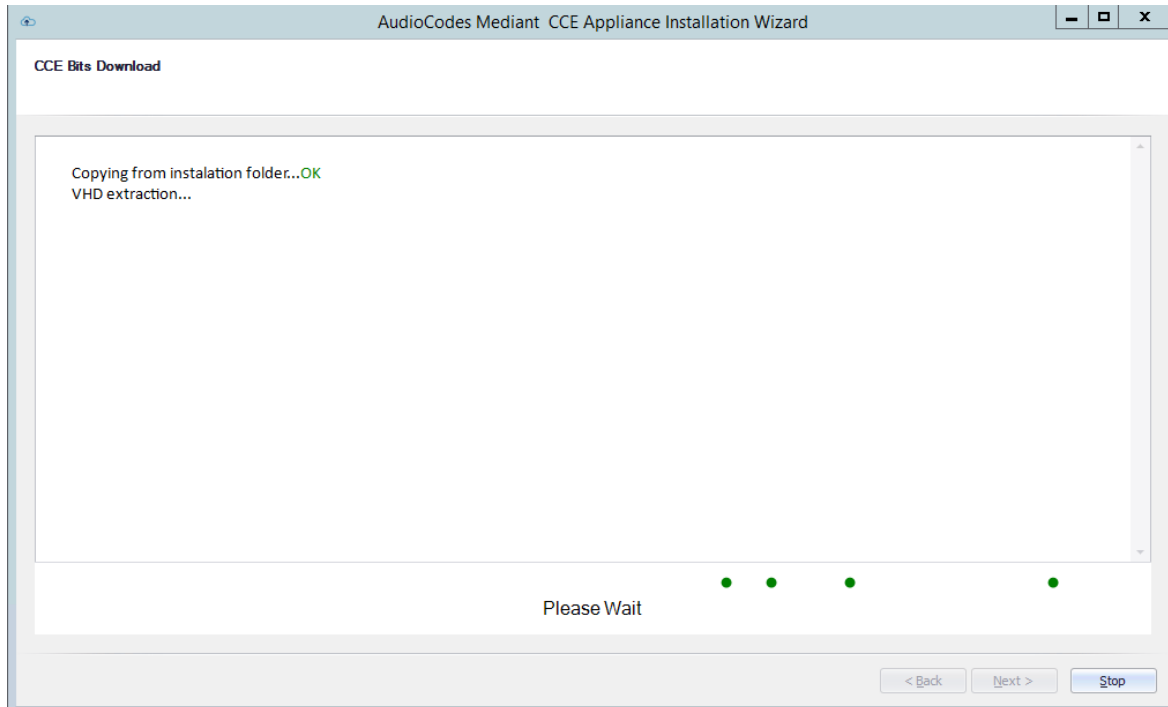 AudioCodes Mediant  CCE Appliance Installation Wizard
CCE Bits Download
Copying from instalation folder...OK
VHD extraction...
Please Wait
< Back
Next >
Stop